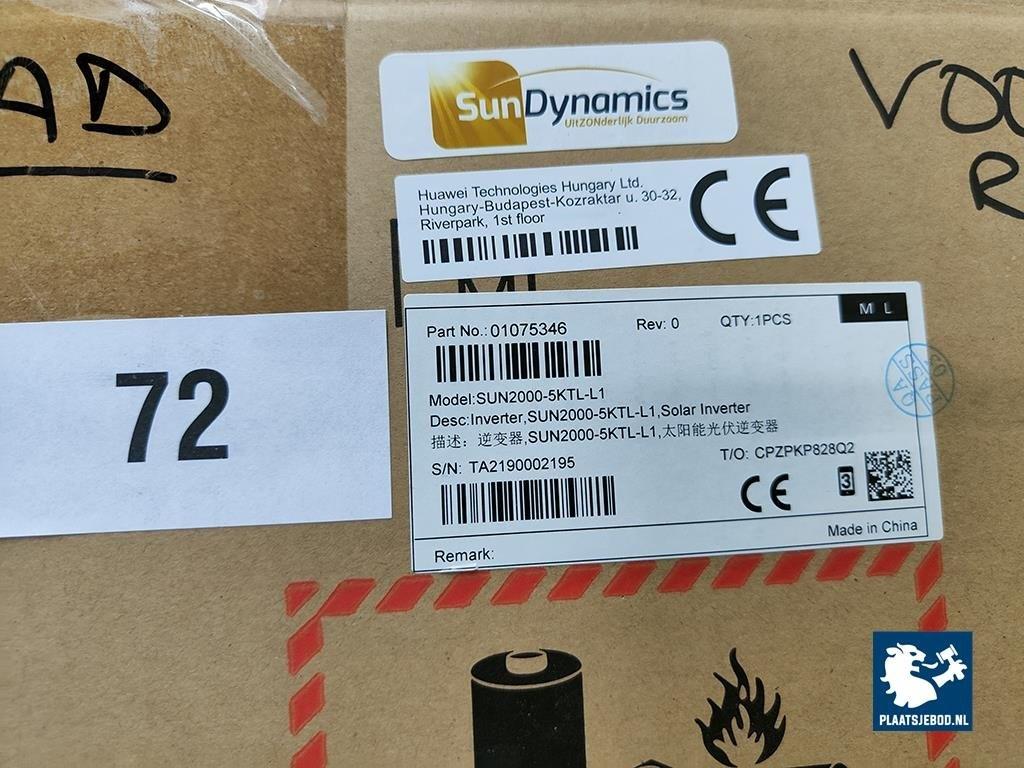 AD
SunDynamics
UitZONderlijk Duurzaam
VOO
R
Huawei Technologies Hungary Ltd.
Hungary-Budapest-Kozraktar u. 30-32,
Riverpark, 1st floor
CE
72
Part No.:01075346
Rev: 0
QTY:1PCS
M L
Model:SUN2000-5KTL-L1
Desc:Inverter,SUN2000-5KTL-L1,Solar Inverter
描述：逆变器,SUN2000-5KTL-L1,太阳能光伏逆变器
S/N: TA2190002195
T/O: CPZPKP828Q2
CE
3
Made in China
Remark:
PLAATSJEBOD.NL